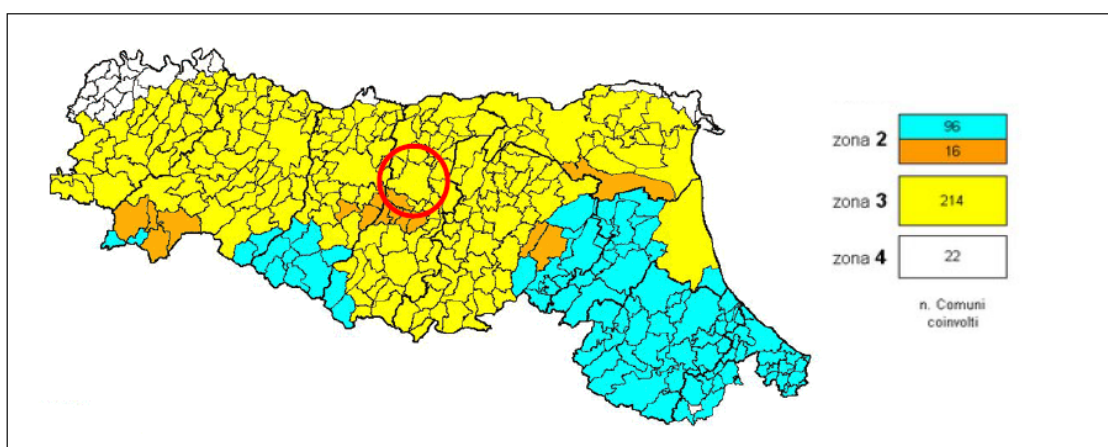 zona 2
96
16
zona 3
214
zona 4
22
n. Comuni
coinvolti